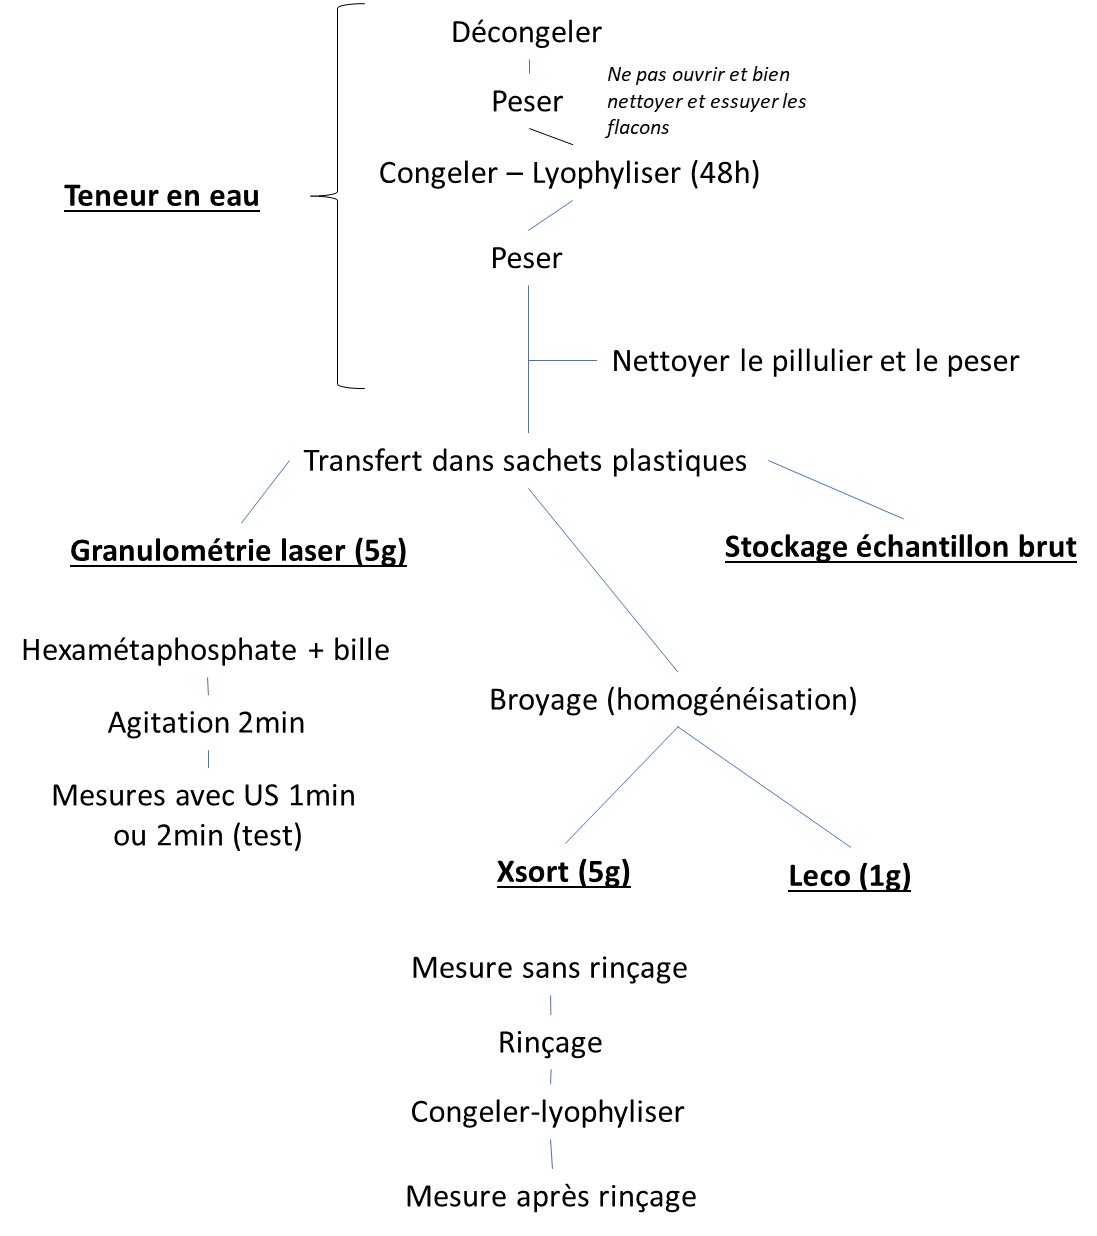 Décongeler
Peser
Ne pas ouvrir et bien
nettoyer et essuyer les
flacons
Congeler – Lyophyliser (48h)
Teneur en eau
Peser
Nettoyer le pillulier et le peser
Transfert dans sachets plastiques
Granulométrie laser (5g)
Stockage échantillon brut
Hexamétaphosphate + bille
Agitation 2min
Mesures avec US 1min
ou 2min (test)
Broyage (homogénéisation)
Xsort (5g)
Leco (1g)
Mesure sans rinçage
Rinçage
Congeler-lyophyliser
Mesure après rinçage